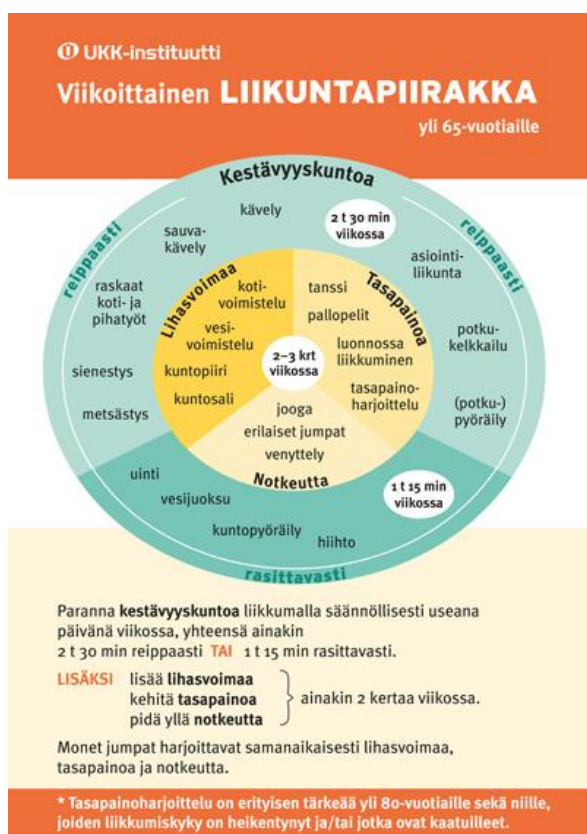 UKK-instituutti
Viikoittainen LIIKUNTAPIIRAKKA
yli 65-vuotiaille
Kestävyyskuntoa
reippaasti
reippaasti
kävely
2 t 30 min
viikossa
sauva-
kävely
asiointi-
liikunta
raskaat
koti- ja
pihatyöt
potku-
kelkkailu
sienestys
metsästys
(potku-)
pyöräily
Lihasvoimaa
koti-
voimistelu
vesi-
voimistelu
kuntopiiri
kuntosali
Tasapainoa
tanssi
pallopelit
luonnossa
liikkuminen
tasapaino-
harjoittelu
2–3 krt
viikossa
jooga
erilaiset jumpat
venyttely
Notkeutta
uinti
vesijuoksu
kuntopyöräily
hiihto
1 t 15 min
viikossa
rasittavasti
Paranna kestävyyskuntoa liikkumalla säännöllisesti useana
päivänä viikossa, yhteensä ainakin
2 t 30 min reippaasti TAI 1 t 15 min rasittavasti.
LISÄKSI lisää lihasvoimaa
kehitä tasapainoa ainakin 2 kertaa viikossa.
pidä yllä notkeutta
Monet jumpat harjoittavat samanaikaisesti lihasvoimaa,
tasapainoa ja notkeutta.
* Tasapainoharjoittelu on erityisen tärkeää yli 80-vuotiaille sekä niille,
joiden liikkumiskyky on heikentynyt ja/tai jotka ovat kaatuilleet.